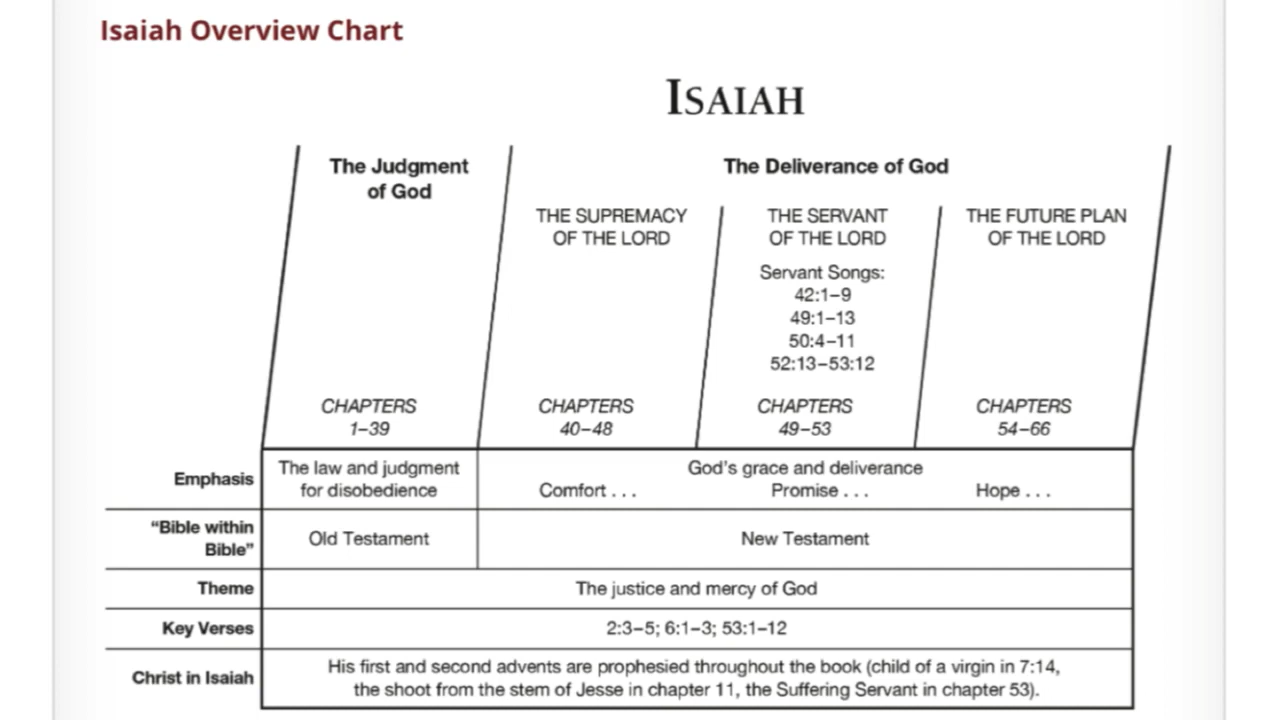 Isaiah Overview Chart
ISAIAH
The Judgment
of God
The Deliverance of God
THE SUPREMACY
OF THE LORD
THE SERVANT
OF THE LORD
THE FUTURE PLAN
OF THE LORD
Servant Songs:
42:1–9
49:1–13
50:4–11
52:13–53:12
CHAPTERS
1–39
CHAPTERS
40–48
CHAPTERS
49–53
CHAPTERS
54–66
Emphasis
The law and judgment
for disobedience
God's grace and deliverance
Comfort . . . Promise . . . Hope . . .
“Bible within
Bible”
Old Testament
New Testament
Theme
The justice and mercy of God
Key Verses
2:3–5; 6:1–3; 53:1–12
Christ in Isaiah
His first and second advents are prophesied throughout the book (child of a virgin in 7:14,
the shoot from the stem of Jesse in chapter 11, the Suffering Servant in chapter 53).